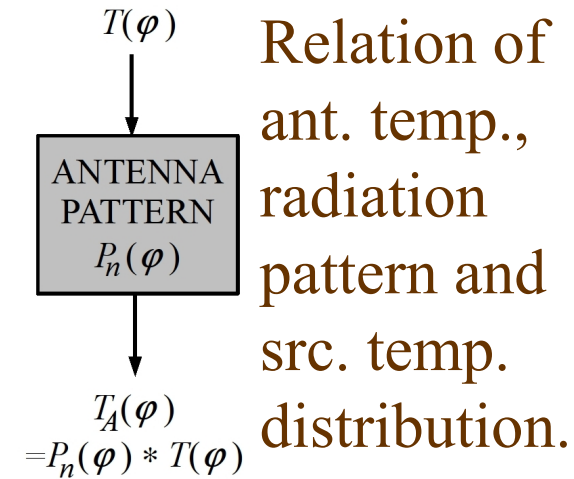 T(φ)
ANTENNA
PATTERN
Pn(φ)
TA(φ)
=Pn(φ) * T(φ)
Relation of
ant. temp.,
radiation
pattern and
src. temp.
distribution.